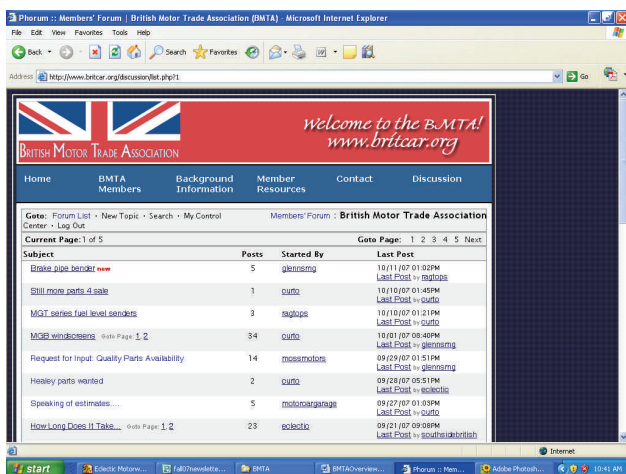 Phorum :: Members' Forum | British Motor Trade Association (BMTA) - Microsoft Internet Explorer
File Edit View Favorites Tools Help
Back Search Favorites
Address http://www.britcar.org/discussion/list.php?1 Go
BRITISH MOTOR TRADE ASSOCIATION
Welcome to the BMTA!
www.britcar.org
Home BMTA Members Background Information Member Resources Contact Discussion
Goto: Forum List • New Topic • Search • My Control Center • Log Out
Members' Forum : British Motor Trade Association
Current Page: 1 of 5 Goto Page: 1 2 3 4 5 Next
Subject Posts Started By Last Post
Brake pipe bender new 5 glennsmg 10/11/07 01:02PM
Last Post by ragtops
Still more parts 4 sale 1 curto 10/10/07 01:45PM
Last Post by curto
MGT series fuel level senders 3 ragtops 10/10/07 01:21PM
Last Post by curto
MGB windscreens Goto Page: 1, 2 34 curto 10/01/07 08:40PM
Last Post by glennsmg
Request for Input: Quality Parts Availability 14 mossmotors 09/29/07 01:51PM
Last Post by glennsmg
Healey parts wanted 2 curto 09/28/07 05:51PM
Last Post by eclectic
Speaking of estimates.... 5 motorcargarage 09/27/07 01:03PM
Last Post by curto
How Long Does It Take... Goto Page: 1, 2 23 eclectic 09/21/07 09:08PM
Last Post by southsidebritish
Internet
start Eclectic Motorw... fall07newslette... BMTA BMTAOverview... Phorum :: Mem... Adobe Photosh... 10:41 AM